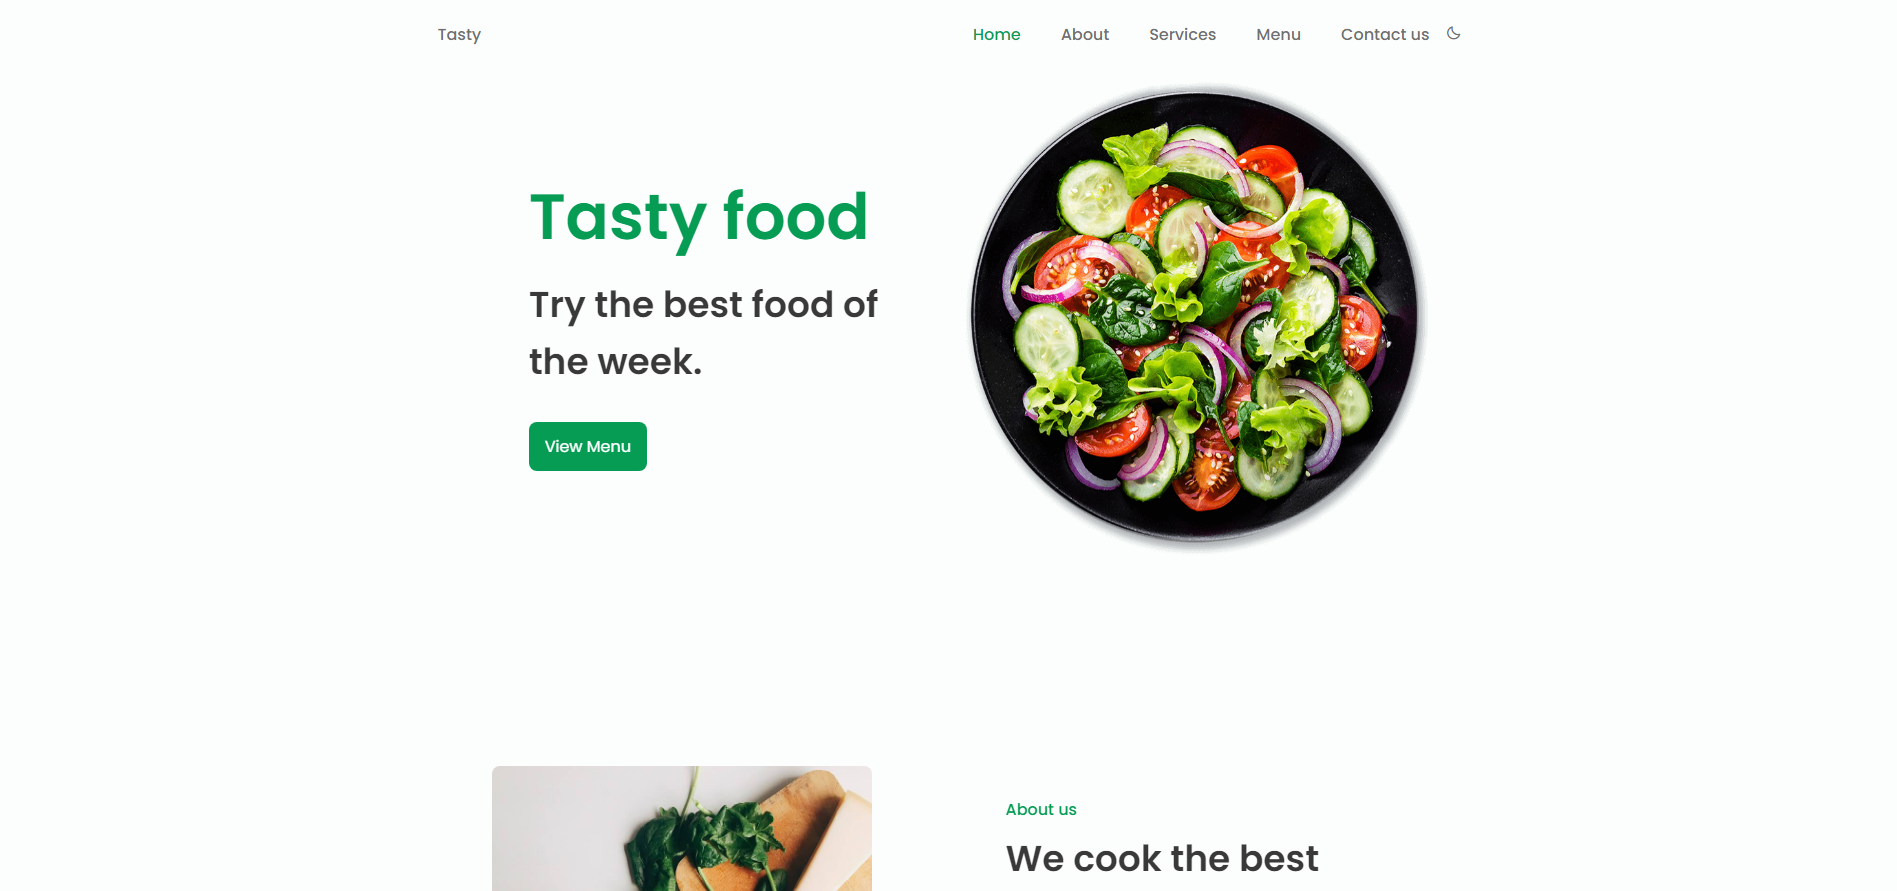 Tasty
Home
About
Services
Menu
Contact us
Tasty food
Try the best food of
the week.
View Menu
About us
We cook the best